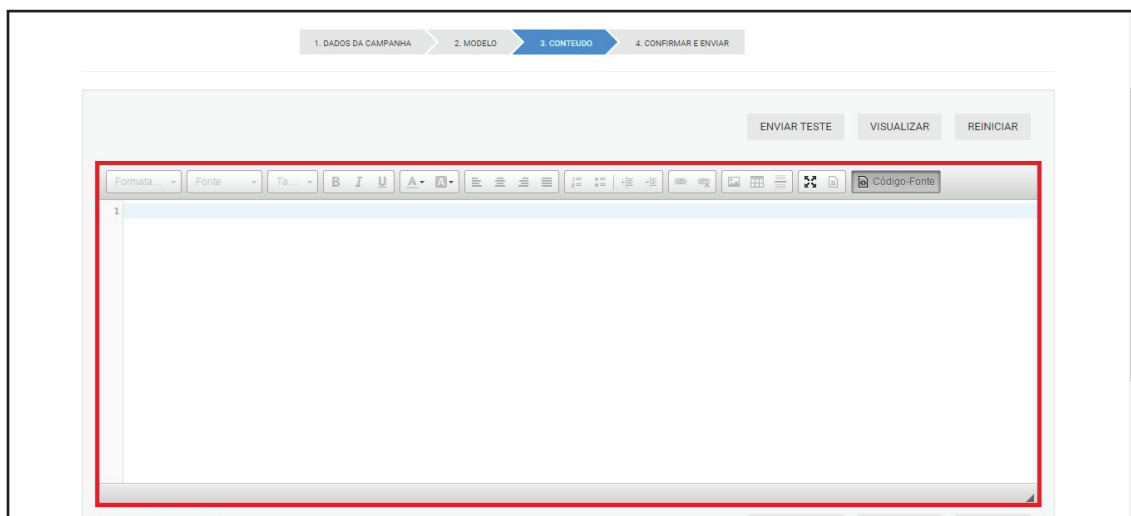 1. DADOS DA CAMPANHA 2. MODELO 3. CONTEUDO 4. CONFIRMAR E ENVIAR
ENVIAR TESTE VISUALIZAR REINICIAR
Formata... Fonte Ta... B I U A A Código-Fonte
1